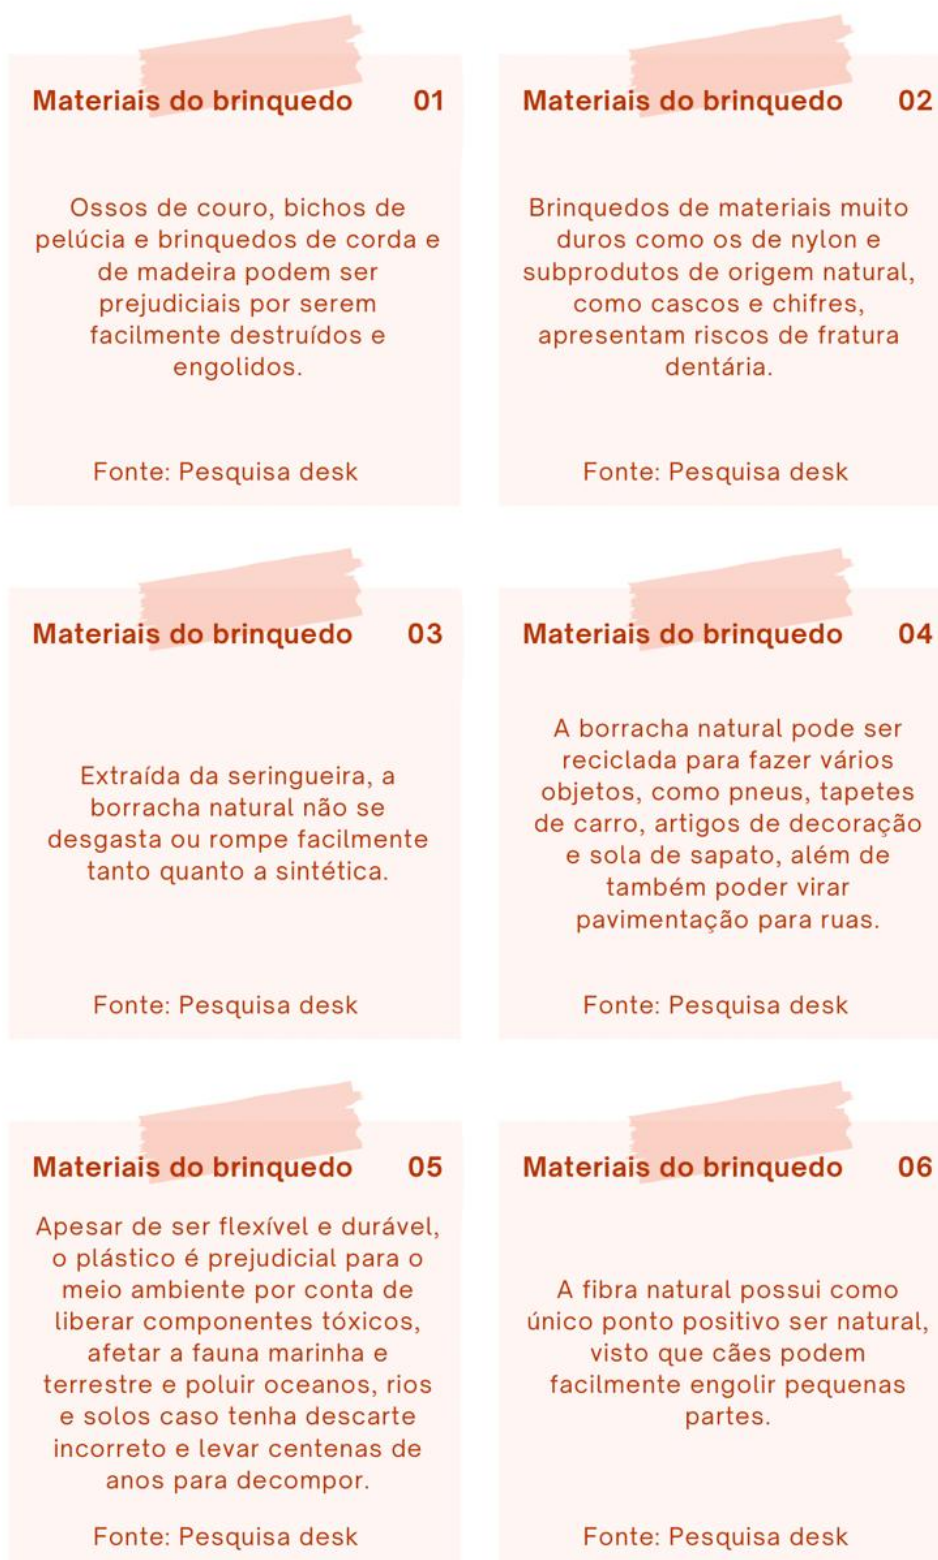 Materiais do brinquedo 01
Ossos de couro, bichos de
pelúcia e brinquedos de corda e
de madeira podem ser
prejudiciais por serem
facilmente destruídos e
engolidos.
Fonte: Pesquisa desk
Materiais do brinquedo 02
Brinquedos de materiais muito
duros como os de nylon e
subprodutos de origem natural,
como cascos e chifres,
apresentam riscos de fratura
dentária.
Fonte: Pesquisa desk
Materiais do brinquedo 03
Extraída da seringueira, a
borracha natural não se
desgasta ou rompe facilmente
tanto quanto a sintética.
Fonte: Pesquisa desk
Materiais do brinquedo 04
A borracha natural pode ser
reciclada para fazer vários
objetos, como pneus, tapetes
de carro, artigos de decoração
e sola de sapato, além de
também poder virar
pavimentação para ruas.
Fonte: Pesquisa desk
Materiais do brinquedo 05
Apesar de ser flexível e durável,
o plástico é prejudicial para o
meio ambiente por conta de
liberar componentes tóxicos,
afetar a fauna marinha e
terrestre e poluir oceanos, rios
e solos caso tenha descarte
incorreto e levar centenas de
anos para decompor.
Fonte: Pesquisa desk
Materiais do brinquedo 06
A fibra natural possui como
único ponto positivo ser natural,
visto que cães podem
facilmente engolir pequenas
partes.
Fonte: Pesquisa desk